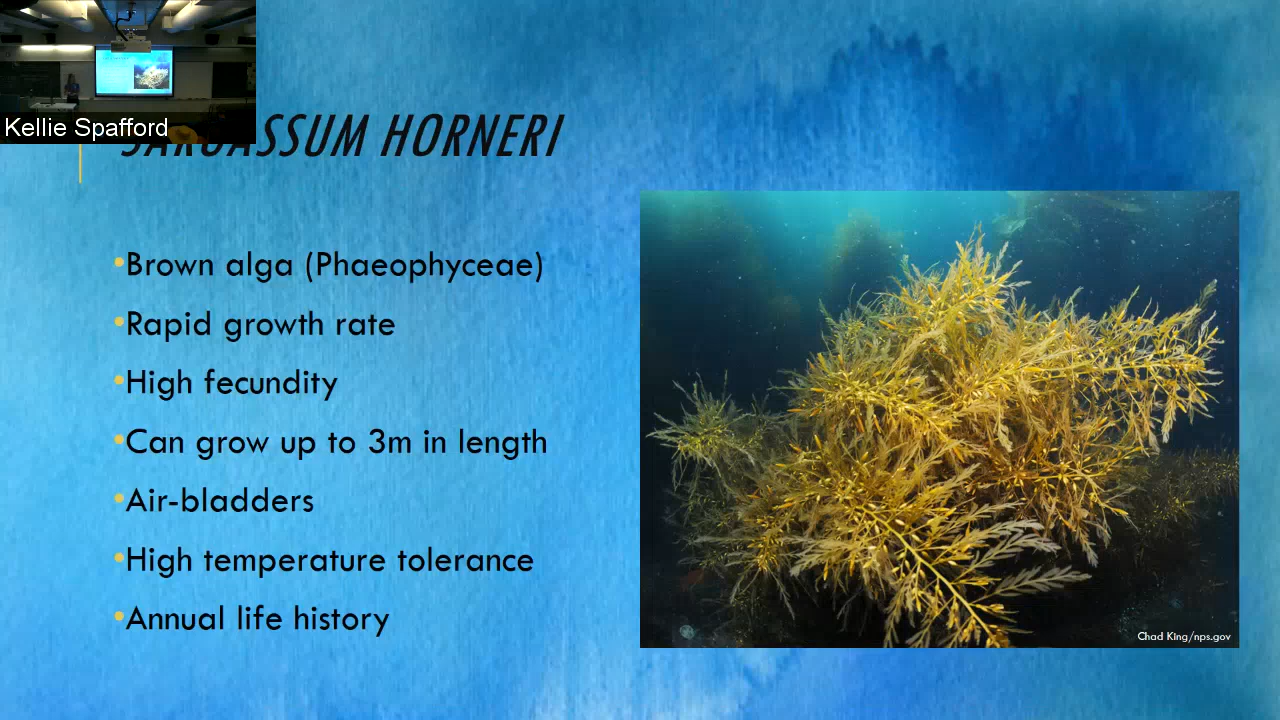 Kellie Spafford
SARGASSUM HORNERI
•Brown alga (Phaeophyceae)
•Rapid growth rate
•High fecundity
•Can grow up to 3m in length
•Air-bladders
•High temperature tolerance
•Annual life history
Chad King/nps.gov